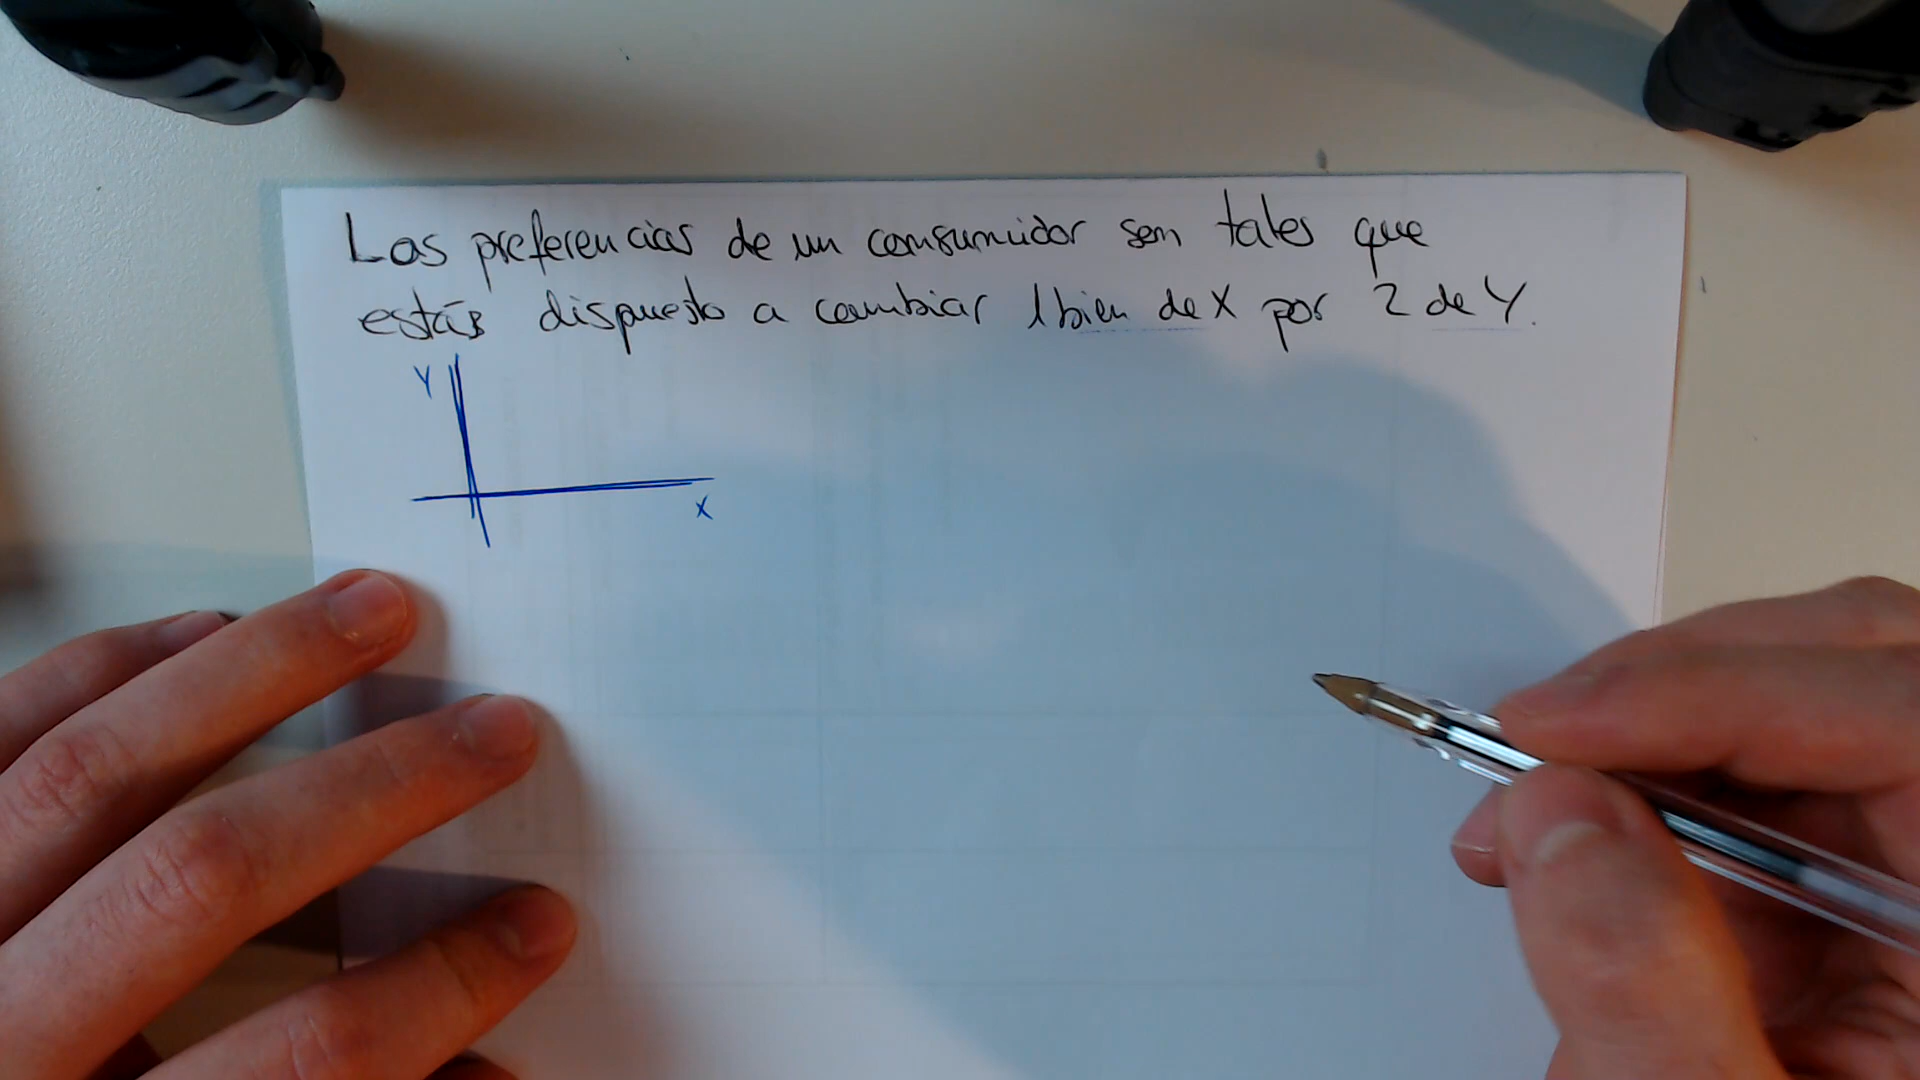 Las preferencias de un consumidor son tales que
estás dispuesto a cambiar 1 bien de X por 2 de Y.
Y
X